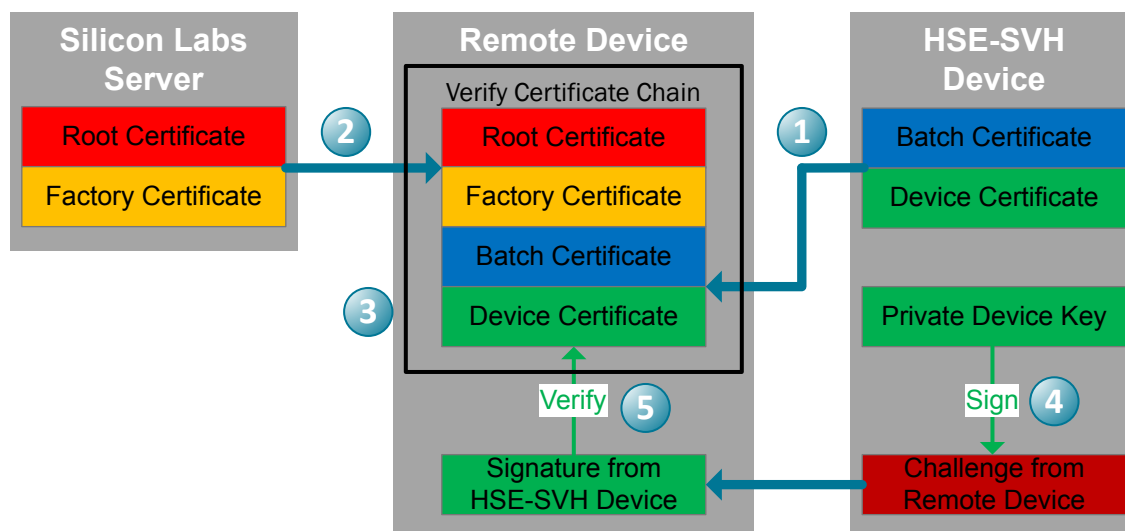 Silicon Labs
Server
Root Certificate
Factory Certificate
2
Remote Device
Verify Certificate Chain
Root Certificate
Factory Certificate
Batch Certificate
Device Certificate
3
Verify
5
Signature from
HSE-SVH Device
1
HSE-SVH
Device
Batch Certificate
Device Certificate
Private Device Key
Sign
4
Challenge from
Remote Device